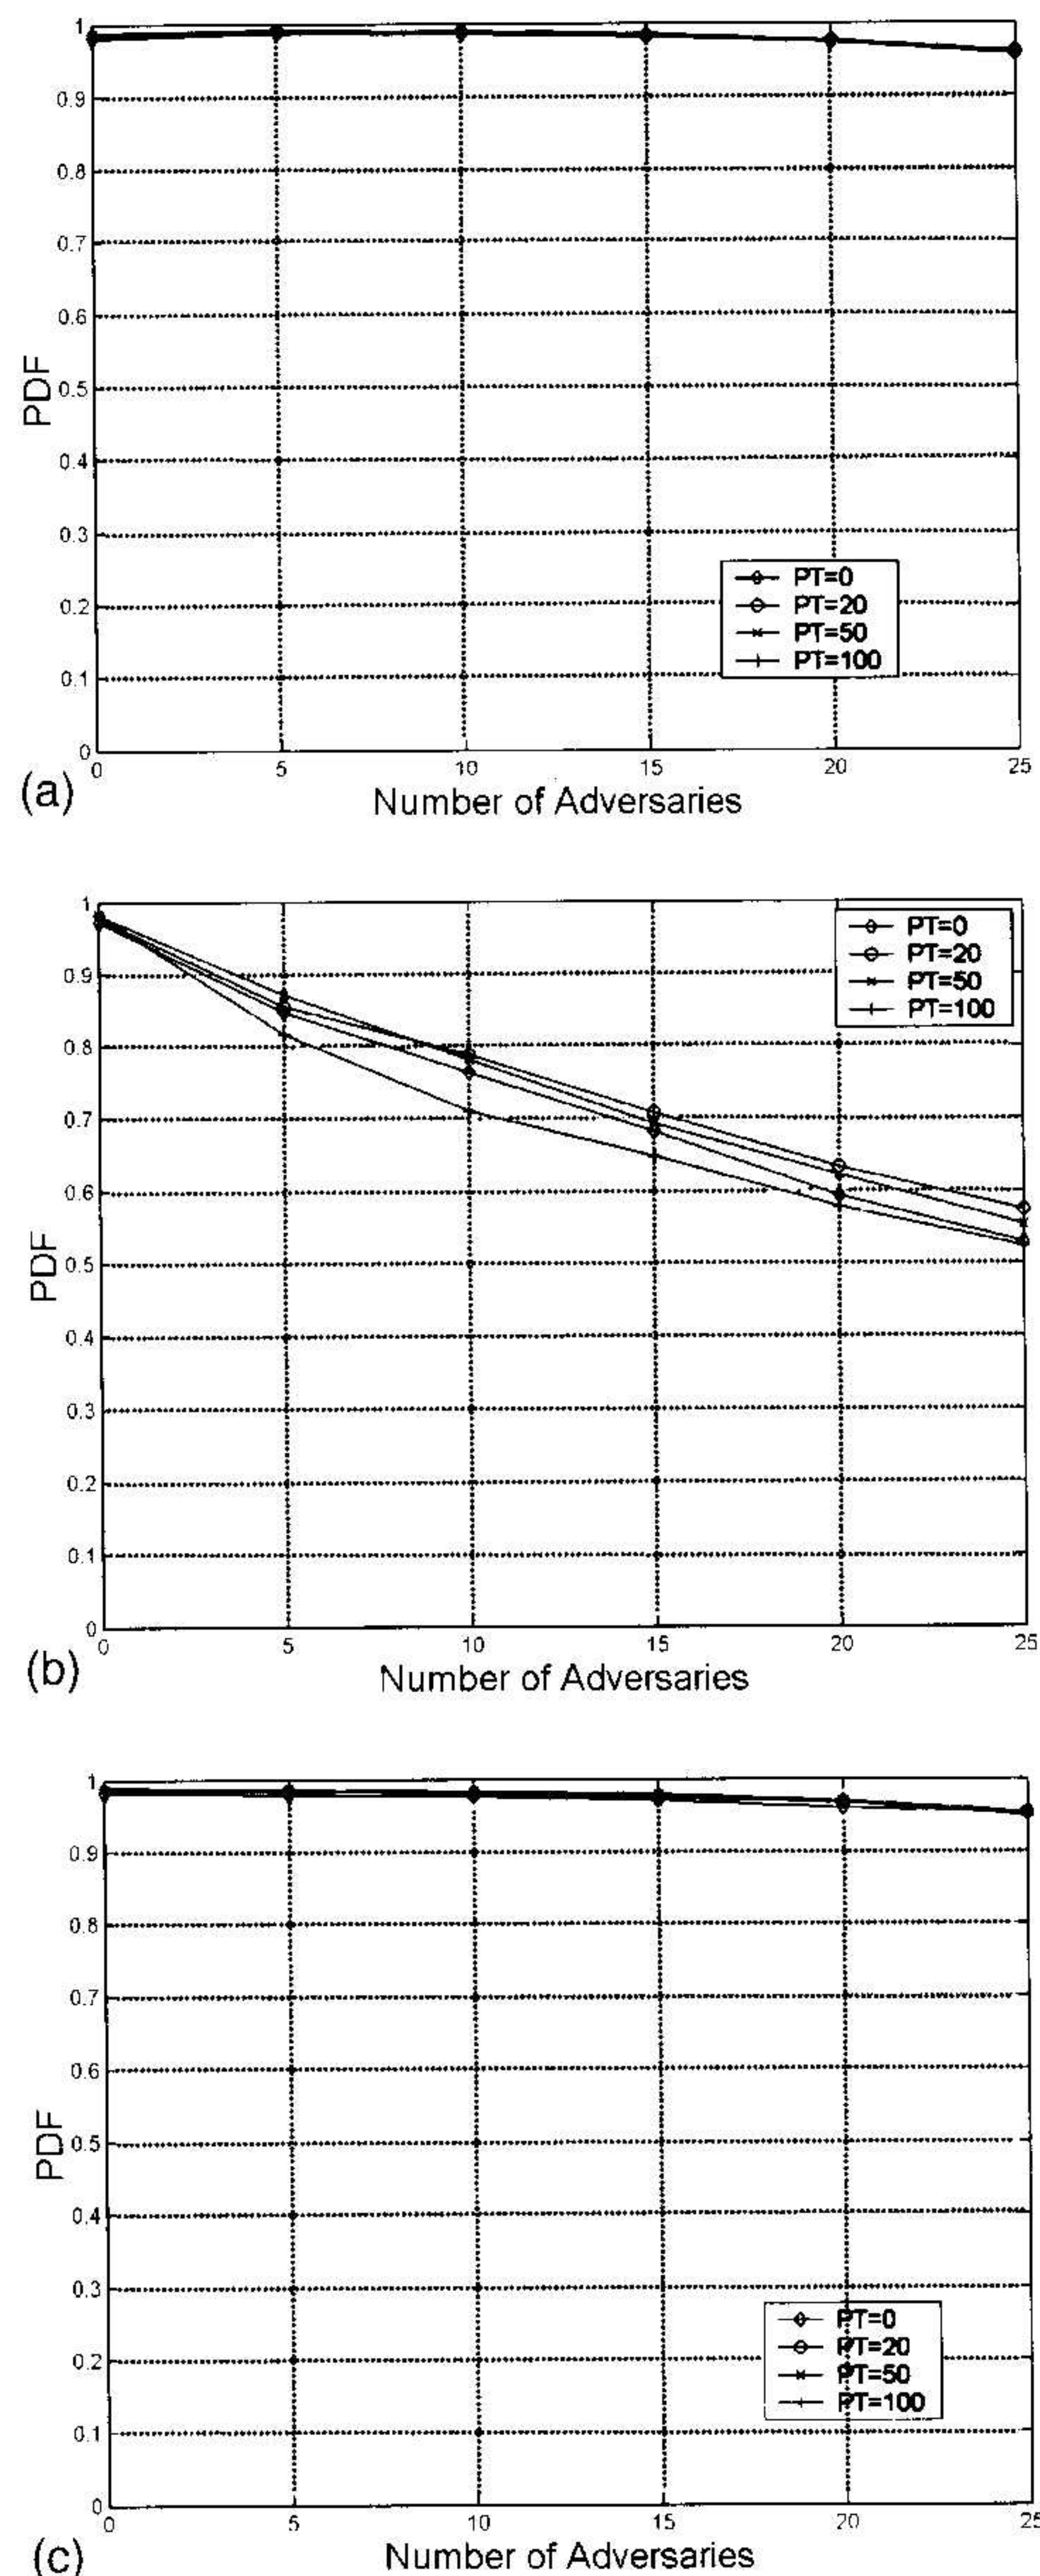 1
0.9
0.8
0.7
0.6
0.5
0.4
0.3
0.2
0.1
0
PDF
PT=0
PT=20
PT=50
PT=100
0 5 10 15 20 25
(a)
Number of Adversaries
1
0.9
0.8
0.7
0.6
0.5
0.4
0.3
0.2
0.1
0
PDF
PT=0
PT=20
PT=50
PT=100
0 5 10 15 20 25
(b)
Number of Adversaries
1
0.9
0.8
0.7
0.6
0.5
0.4
0.3
0.2
0.1
0
PDF
PT=0
PT=20
PT=50
PT=100
0 5 10 15 20 25
(c)
Number of Adversaries